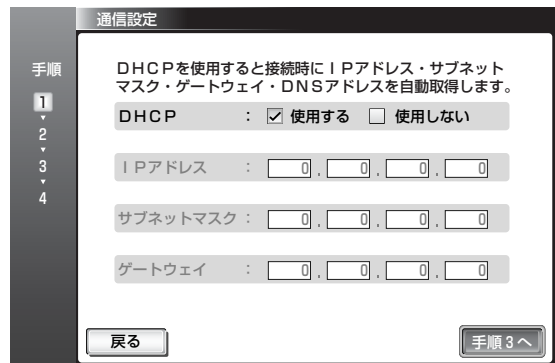 通信設定
手順
1
2
3
4
DHCPを使用すると接続時にIPアドレス・サブネット
マスク・ゲートウェイ・DNSアドレスを自動取得します。
DHCP : 使用する 使用しない
IPアドレス : 0 . 0 . 0 . 0
サブネットマスク : 0 . 0 . 0 . 0
ゲートウェイ : 0 . 0 . 0 . 0
戻る
手順3へ